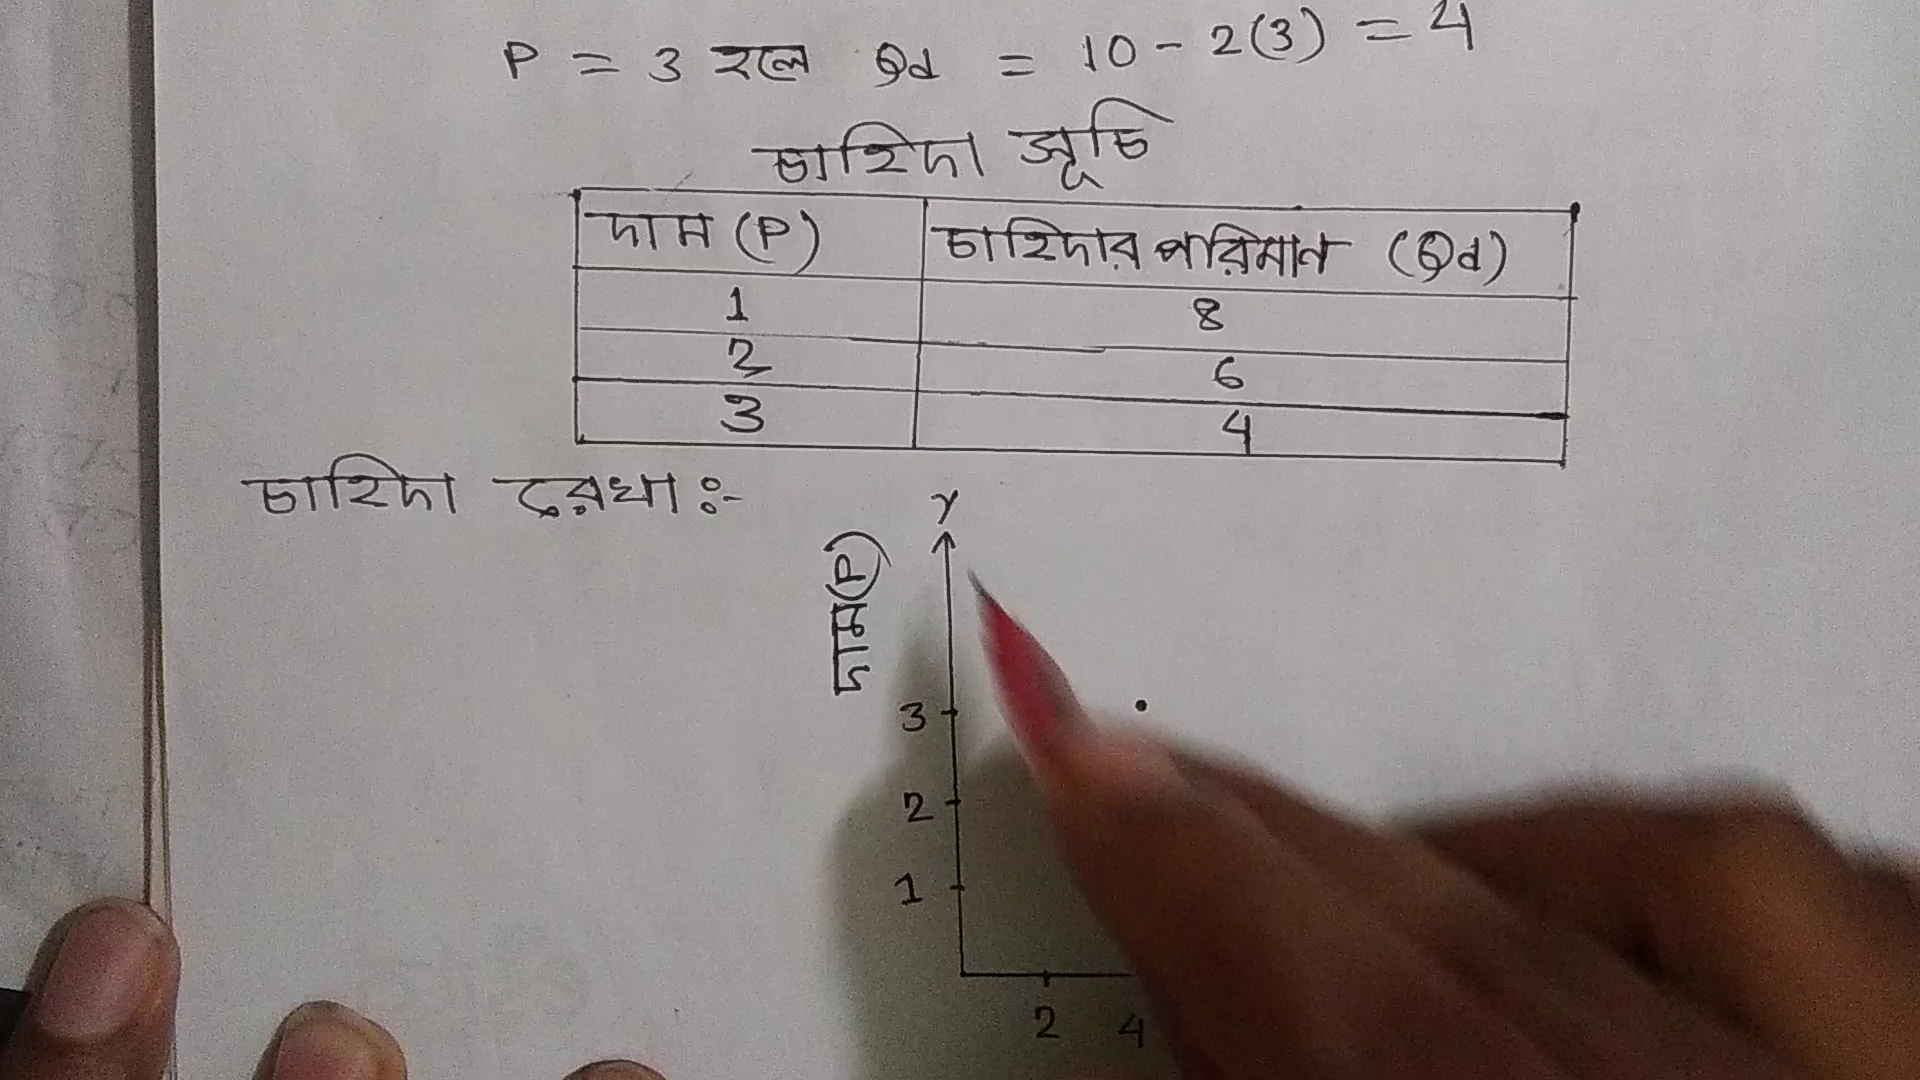 P = 3 হলে Qd = 10 - 2(3) = 4
চাহিদা সূচি
দাম (P) চাহিদার পরিমান (Qd)
1 8
2 6
3 4
চাহিদা রেখা :-
Y
দাম (P)
3
2
1
2 4